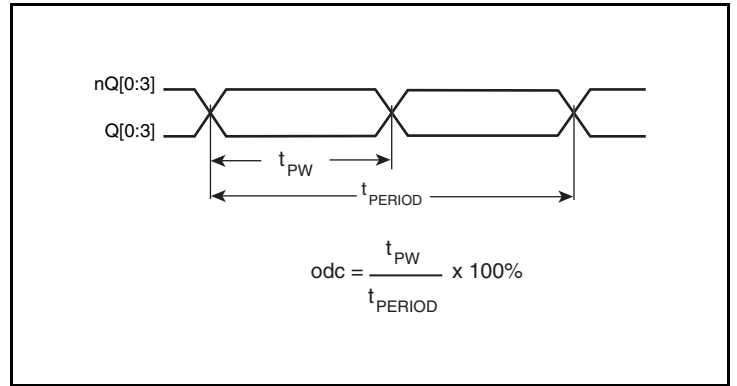 nQ[0:3]
Q[0:3]
tPW
tPERIOD
odc = tPW / tPERIOD x 100%